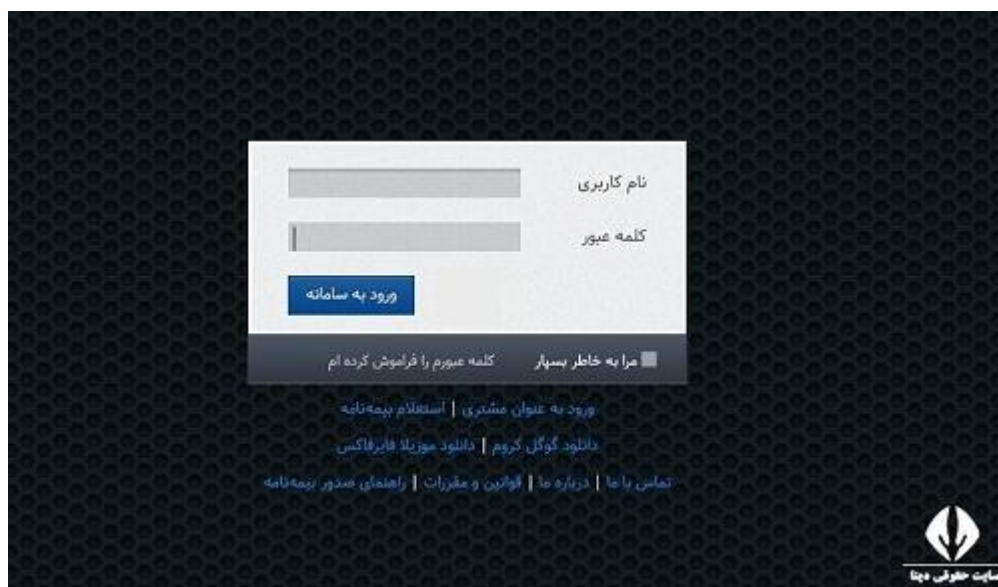 نام کاربری
کلمه عبور
ورود به سامانه
مرا به خاطر بسپار کلمه عبورم را فراموش کرده ام
ورود به عنوان مشتری | استعلام بیمه‌نامه
دانلود گوگل کروم | دانلود موزیلا فایرفاکس
تماس با ما | درباره ما | قوانین و مقررات | راهنمای صدور بیمه‌نامه
سایت حقوقی دینا